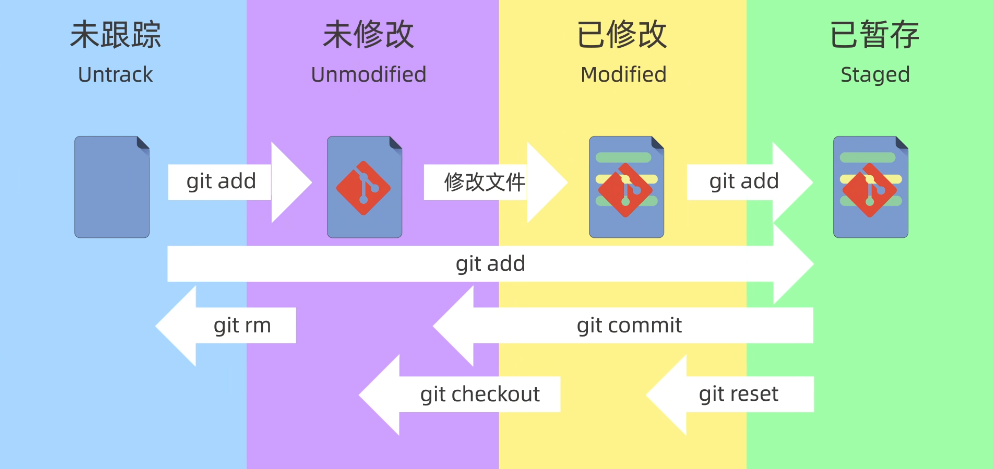 未跟踪
Untrack
未修改
Unmodified
已修改
Modified
已暂存
Staged
git add
修改文件
git add
git add
git rm
git commit
git checkout
git reset